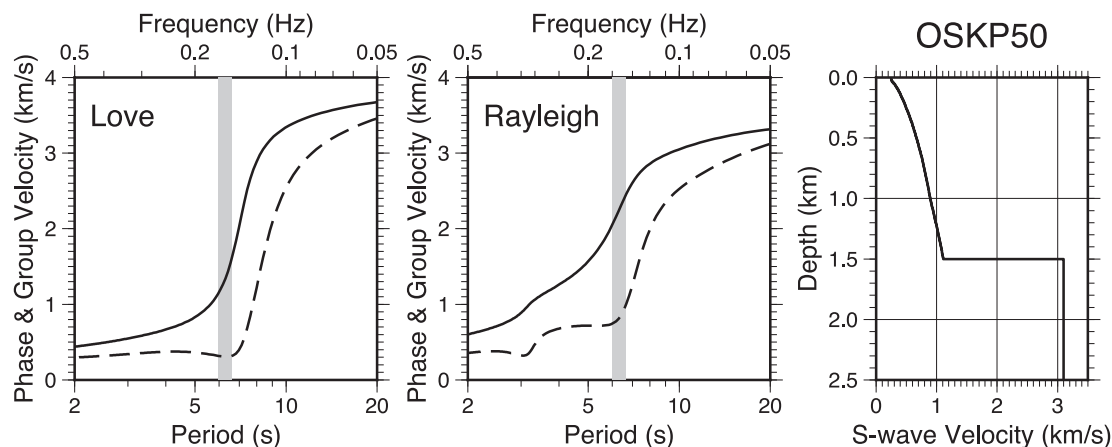 Frequency (Hz)
0.5 0.2 0.1 0.05
Phase & Group Velocity (km/s)
4
3
2
1
0
Love
2 5 10 20
Period (s)
Frequency (Hz)
0.5 0.2 0.1 0.05
Phase & Group Velocity (km/s)
4
3
2
1
0
Rayleigh
2 5 10 20
Period (s)
OSKP50
Depth (km)
0.0
0.5
1.0
1.5
2.0
2.5
0 1 2 3
S-wave Velocity (km/s)